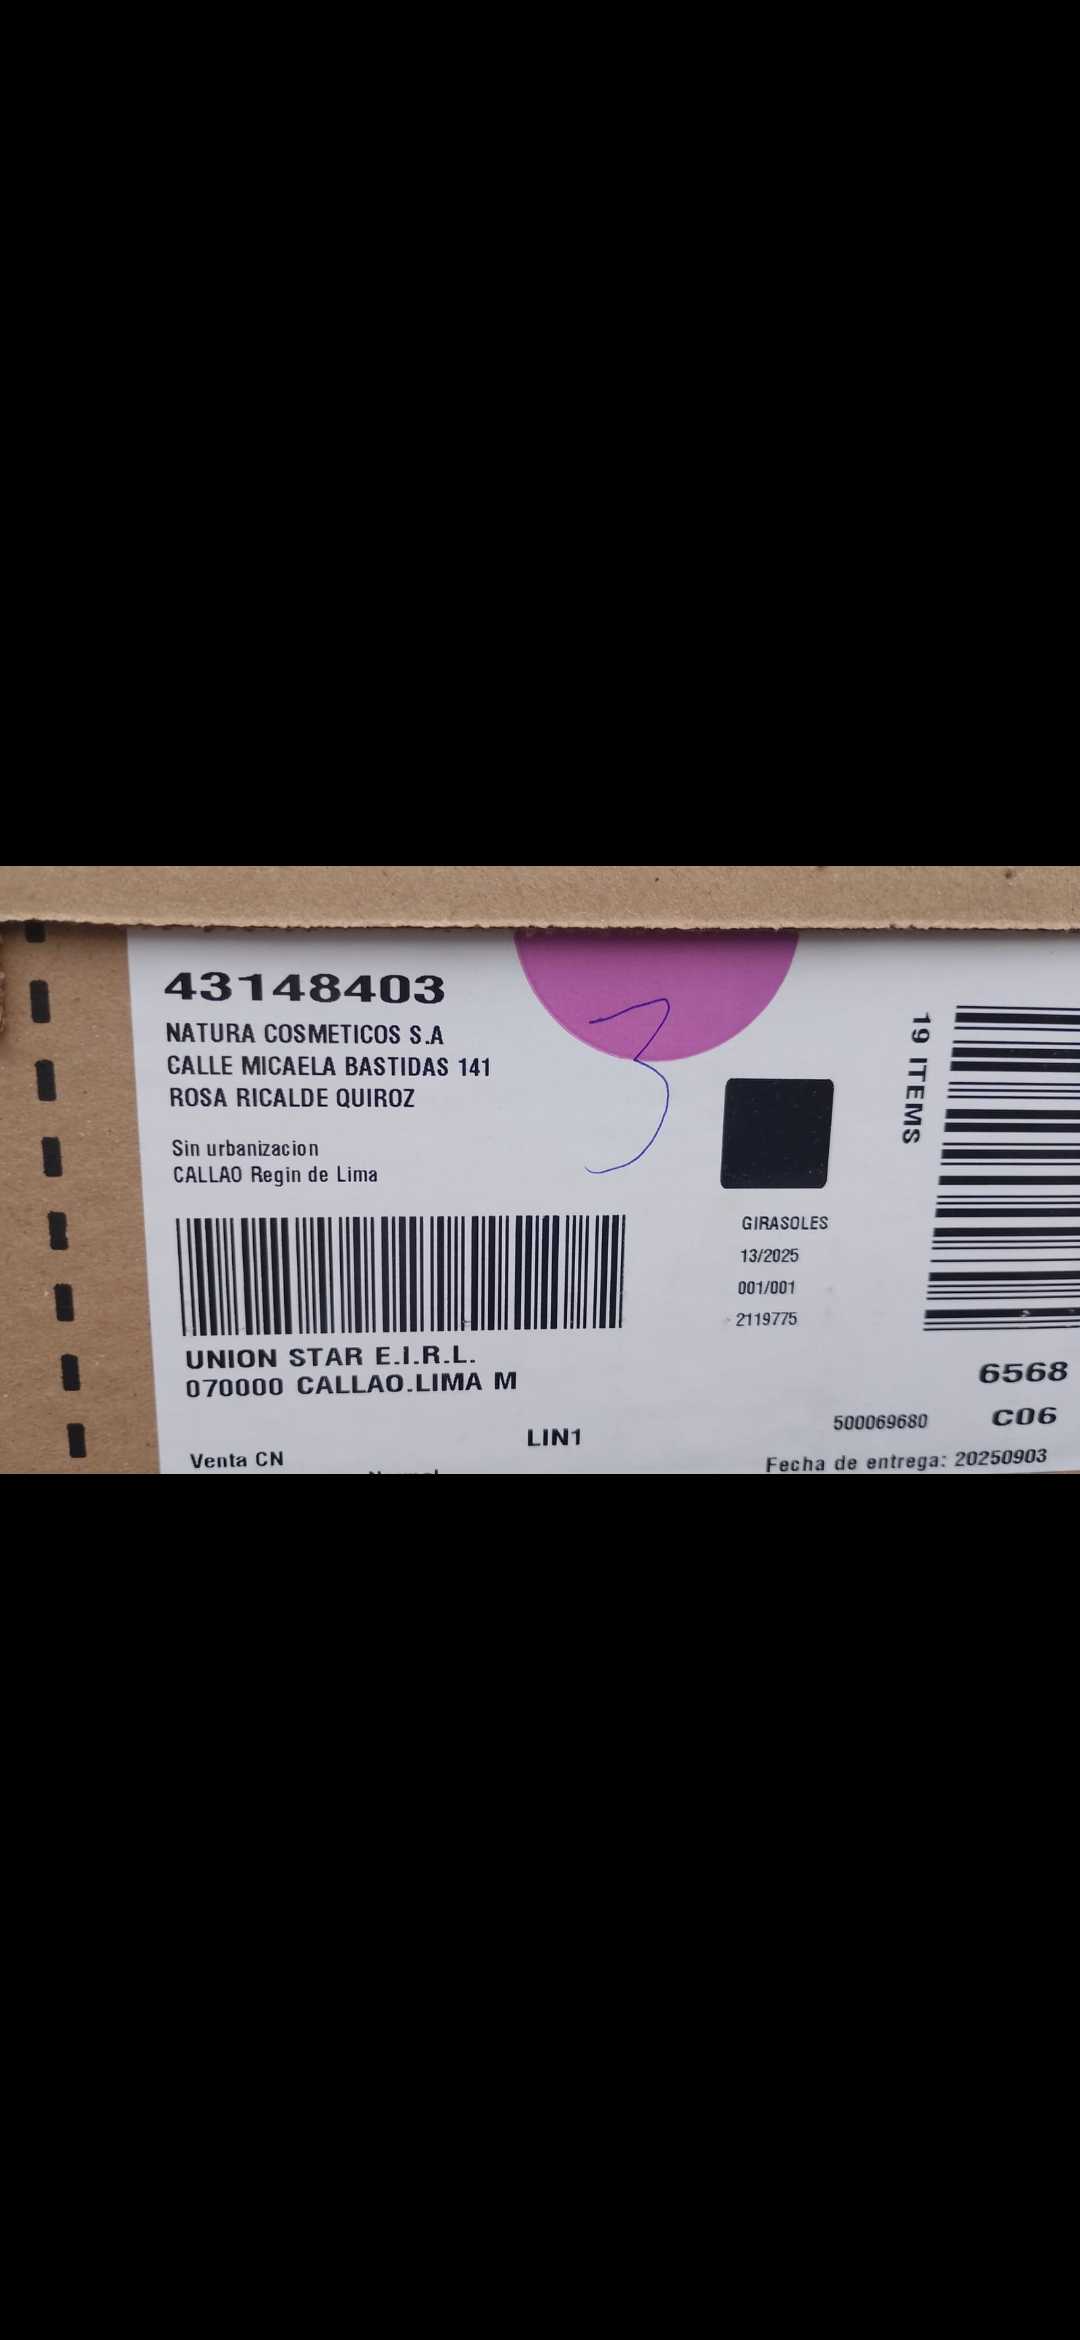 43148403
NATURA COSMETICOS S.A
CALLE MICAELA BASTIDAS 141
ROSA RICALDE QUIROZ
3
Sin urbanizacion
CALLAO Regin de Lima
19 ITEMS
GIRASOLES
13/2025
001/001
2119775
UNION STAR E.I.R.L.
070000 CALLAO.LIMA M
6568
500069680 C06
LIN1
Venta CN
Fecha de entrega: 20250903